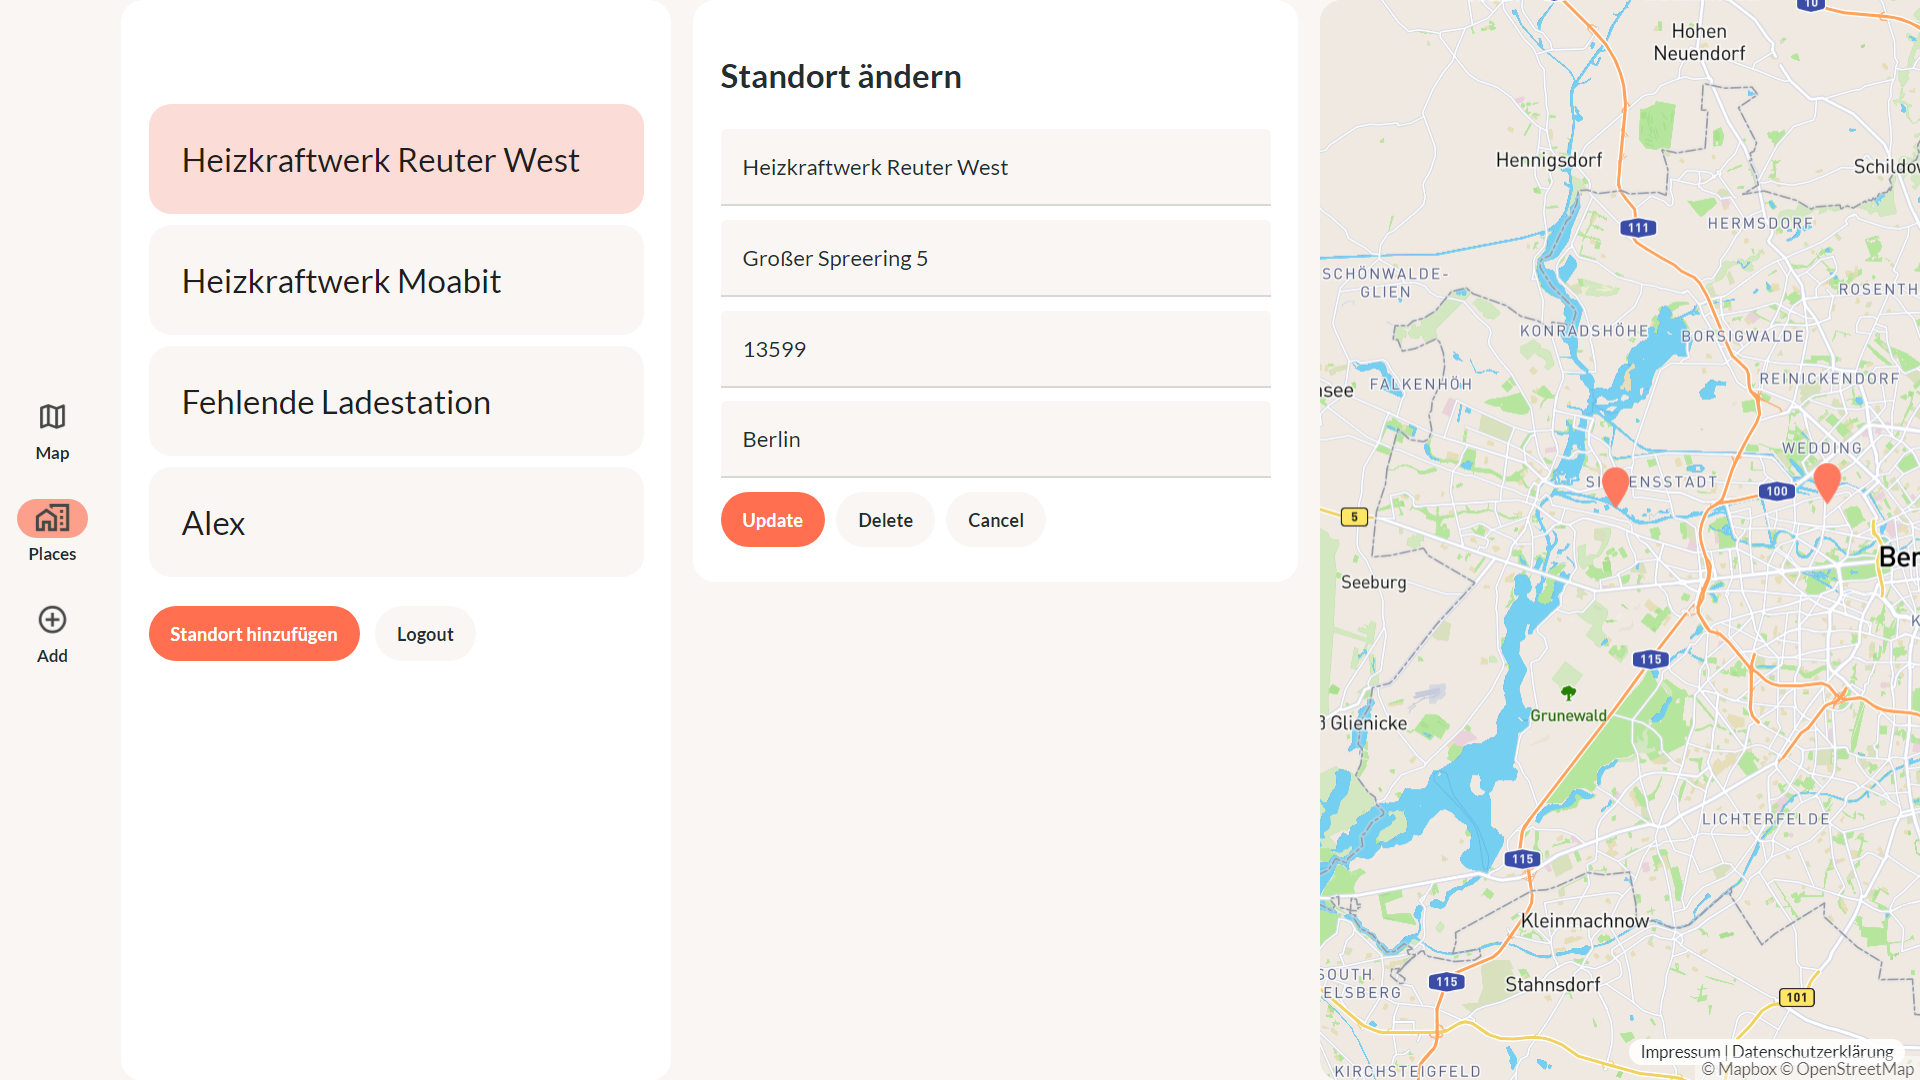 Map
Places
Add
Heizkraftwerk Reuter West
Heizkraftwerk Moabit
Fehlende Ladestation
Alex
Standort hinzufügen
Logout
Standort ändern
Heizkraftwerk Reuter West
Großer Spreering 5
13599
Berlin
Update
Delete
Cancel
10
Hohen
Neuendorf
Hennigsdorf
Schildow
111
HERMSDORF
SCHÖNWALDE-
GLIEN
ROSENTH
KONRADSHÖHE
BORSIGWALDE
REINICKENDORF
FALKENHÖH
see
WEDDING
ENSSTADT
100
5
Ber
Seeburg
115
Grunewald
Glienicke
LICHTERFELDE
115
Kleinmachnow
SOUTH
ELSBERG
115
Stahnsdorf
101
Impressum | Datenschutzerklärung
© Mapbox © OpenStreetMap
KIRCHSTEIGFELD